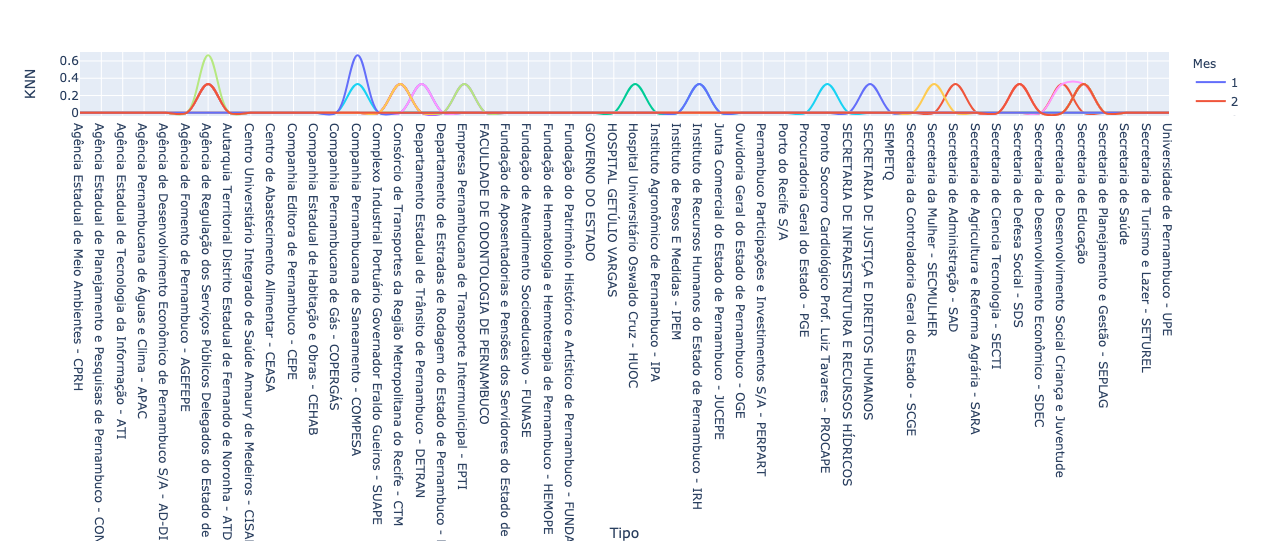 KNN
0.6
0.4
0.2
0
Mes
1
2
Agência Estadual de Meio Ambientes - CPRH
Agência Estadual de Planejamento e Pesquisas de Pernambuco - CON
Agência Estadual de Tecnologia da Informação - ATI
Agência Pernambucana de Águas e Clima - APAC
Agência de Desenvolvimento Econômico de Pernambuco S/A - AD-DI
Agência de Fomento de Pernambuco - AGEFEPE
Agência de Regulação dos Serviços Públicos Delegados do Estado de
Autarquia Territorial Distrito Estadual de Fernando de Noronha - ATD
Centro Universitário Integrado de Saúde Amaury de Medeiros - CISA
Centro de Abastecimento Alimentar - CEASA
Companhia Editora de Pernambuco - CEPE
Companhia Estadual de Habitação e Obras - CEHAB
Companhia Pernambucana de Gás - COPERGÁS
Companhia Pernambucana de Saneamento - COMPESA
Complexo Industrial Portuário Governador Eraldo Gueiros - SUAPE
Consórcio de Transportes da Região Metropolitana do Recife - CTM
Departamento Estadual de Trânsito de Pernambuco - DETRAN
Departamento de Estradas de Rodagem do Estado de Pernambuco -
Empresa Pernambucana de Transporte Intermunicipal - EPTI
FACULDADE DE ODONTOLOGIA DE PERNAMBUCO
Fundação de Aposentadorias e Pensões dos Servidores do Estado de
Fundação de Atendimento Socioeducativo - FUNASE
Fundação de Hematologia e Hemoterapia de Pernambuco - HEMOPE
Fundação do Patrimônio Histórico e Artístico de Pernambuco - FUNDA
GOVERNO DO ESTADO
HOSPITAL GETÚLIO VARGAS
Hospital Universitário Oswaldo Cruz - HUOC
Instituto Agronômico de Pernambuco - IPA
Instituto de Pesos E Medidas - IPEM
Instituto de Recursos Humanos do Estado de Pernambuco - IRH
Junta Comercial do Estado de Pernambuco - JUCEPE
Ouvidoria Geral do Estado de Pernambuco - OGE
Pernambuco Participações e Investimentos S/A - PERPART
Porto do Recife S/A
Procuradoria Geral do Estado - PGE
Pronto Socorro Cardiológico Prof. Luiz Tavares - PROCAPE
SECRETARIA DE INFRAESTRUTURA E RECURSOS HÍDRICOS
SECRETARIA DE JUSTIÇA E DIREITOS HUMANOS
SEMPETQ
Secretaria da Controladoria Geral do Estado - SCGE
Secretaria da Mulher - SECMULHER
Secretaria de Administração - SAD
Secretaria de Agricultura e Reforma Agrária - SARA
Secretaria de Ciencia Tecnologia - SECTI
Secretaria de Defesa Social - SDS
Secretaria de Desenvolvimento Econômico - SDEC
Secretaria de Desenvolvimento Social Criança e Juventude
Secretaria de Educação
Secretaria de Planejamento e Gestão - SEPLAG
Secretaria de Saúde
Secretaria de Turismo e Lazer - SETUREL
Universidade de Pernambuco - UPE
Tipo